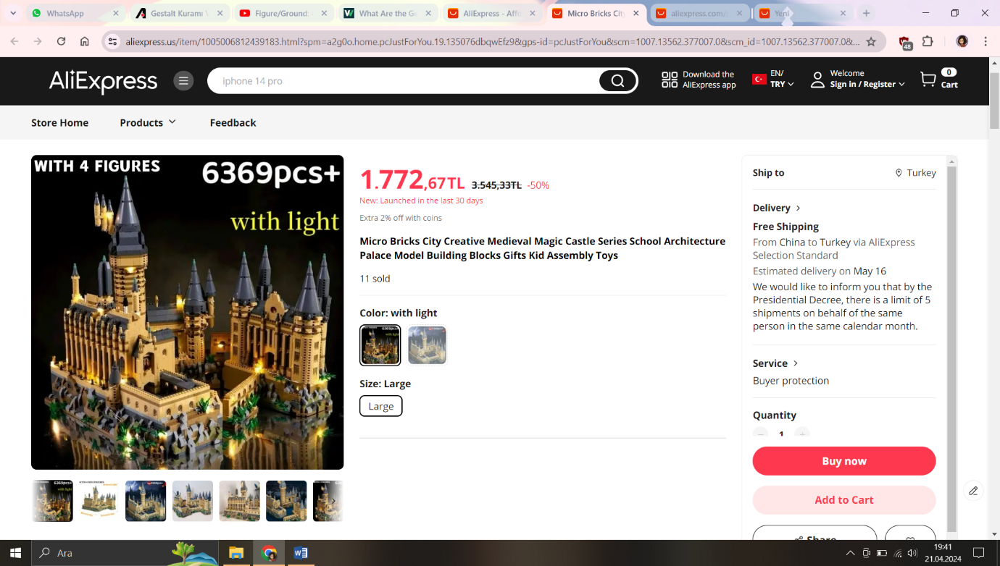 WhatsApp
Gestalt Kuramı
Figure/Ground:
What Are the Ge
AliExpress - Affo
Micro Bricks City
aliexpress.com/
Yeni
aliexpress.us/item/1005006812439183.html?spm=a2g0o.home.pcJustForYou.19.135076dbqwEfz9&gps-id=pcJustForYou&scm=1007.13562.377007.0&scm_id=1007.13562.377007.0&...
48
AliExpress
iphone 14 pro
Download the
AliExpress app
EN/
TRY
Welcome
Sign in / Register
0
Cart
Store Home
Products
Feedback
WITH 4 FIGURES
6369pcs+
with light
1.772,67TL 3.545,33TL -50%
New: Launched in the last 30 days
Extra 2% off with coins
Micro Bricks City Creative Medieval Magic Castle Series School Architecture
Palace Model Building Blocks Gifts Kid Assembly Toys
11 sold
Color: with light
Size: Large
Large
Ship to
Turkey
Delivery
Free Shipping
From China to Turkey via AliExpress
Selection Standard
Estimated delivery on May 16
We would like to inform you that by the
Presidential Decree, there is a limit of 5
shipments on behalf of the same
person in the same calendar month.
Service
Buyer protection
Quantity
1
Buy now
Add to Cart
Share
6369pcs+
with light
Ara
19:41
21.04.2024